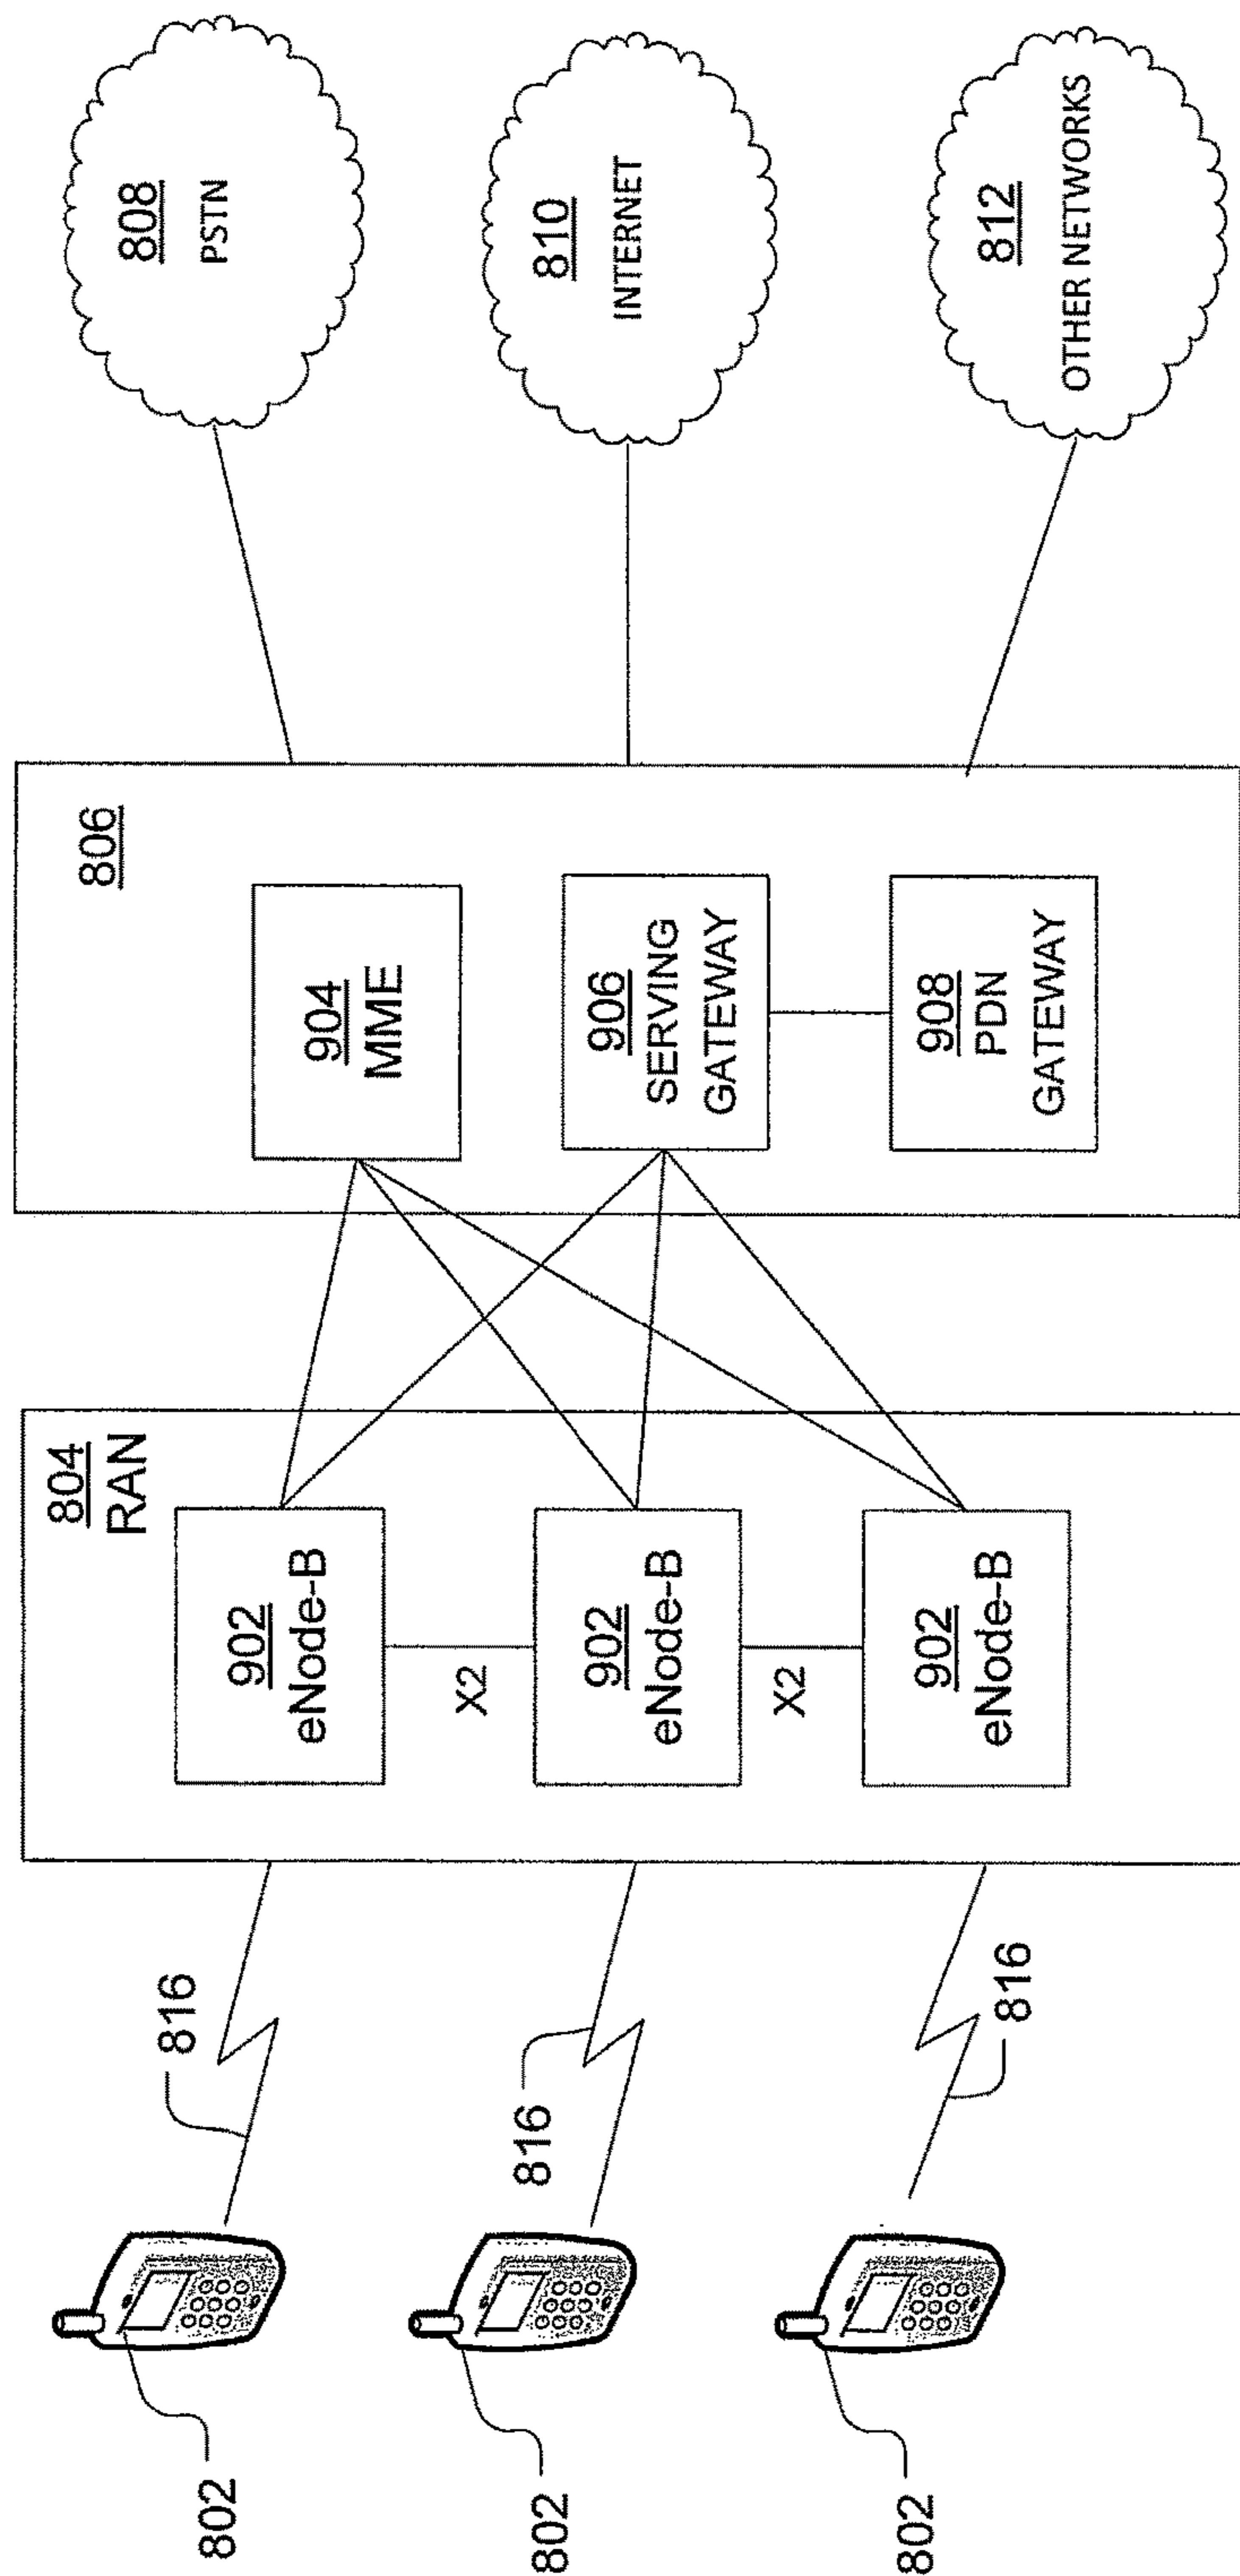 802
802
802
816
816
816
804
RAN
902
eNode-B
X2
902
eNode-B
X2
902
eNode-B
806
904
MME
906
SERVING
GATEWAY
908
PDN
GATEWAY
808
PSTN
810
INTERNET
812
OTHER NETWORKS